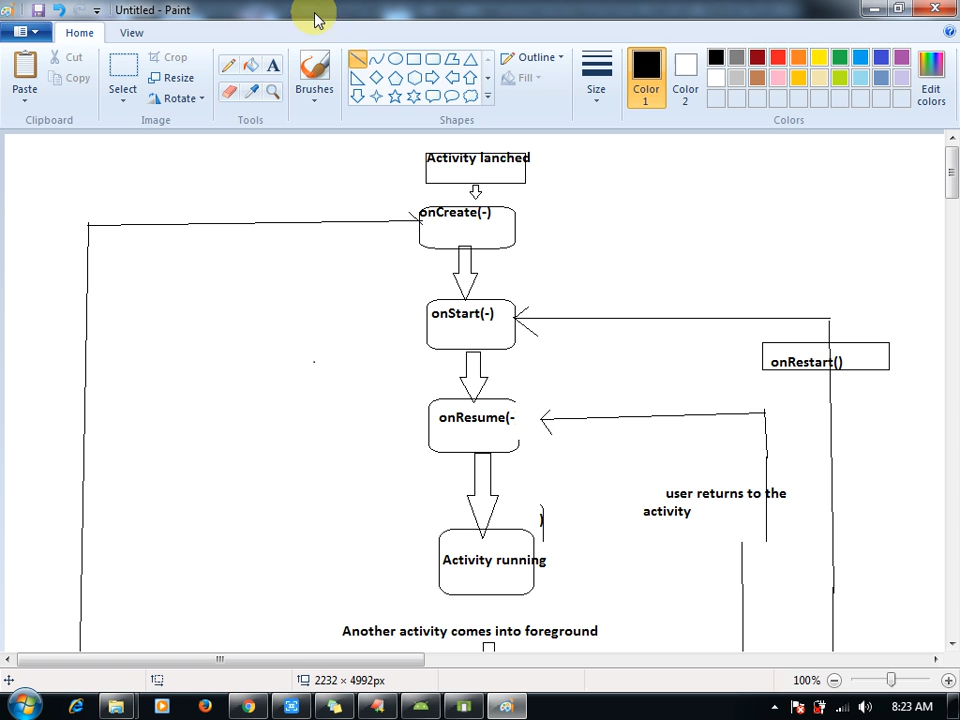 Untitled - Paint
Home
View
Paste
Cut
Copy
Clipboard
Select
Crop
Resize
Rotate
Image
Tools
A
Brushes
Shapes
Outline
Fill
Size
Color
1
Color
2
Edit
colors
Colors
Activity lanched
onCreate(-)
onStart(-)
onRestart()
onResume(-
user returns to the
activity
)
Activity running
Another activity comes into foreground
2232 × 4992px
100%
8:23 AM